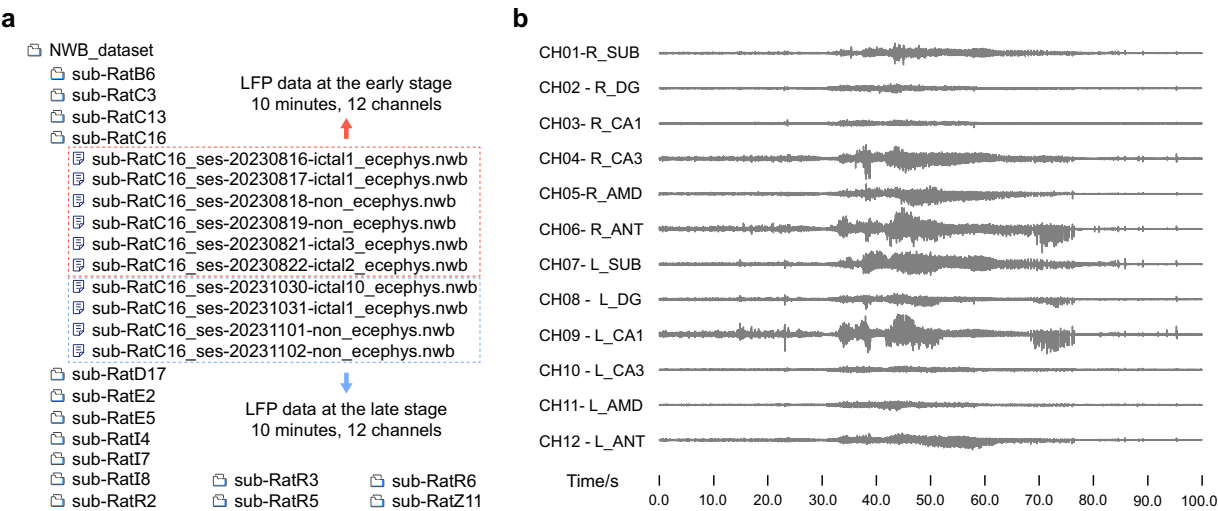 a
NWB_dataset
sub-RatB6
sub-RatC3
sub-RatC13
sub-RatC16
LFP data at the early stage
10 minutes, 12 channels
sub-RatC16_ses-20230816-ictal1_ecephys.nwb
sub-RatC16_ses-20230817-ictal1_ecephys.nwb
sub-RatC16_ses-20230818-non_ecephys.nwb
sub-RatC16_ses-20230819-non_ecephys.nwb
sub-RatC16_ses-20230821-ictal3_ecephys.nwb
sub-RatC16_ses-20230822-ictal2_ecephys.nwb
sub-RatC16_ses-20231030-ictal10_ecephys.nwb
sub-RatC16_ses-20231031-ictal1_ecephys.nwb
sub-RatC16_ses-20231101-non_ecephys.nwb
sub-RatC16_ses-20231102-non_ecephys.nwb
LFP data at the late stage
10 minutes, 12 channels
sub-RatD17
sub-RatE2
sub-RatE5
sub-RatI4
sub-RatI7
sub-RatI8
sub-RatR2
sub-RatR3
sub-RatR5
sub-RatR6
sub-RatZ11
b
CH01-R_SUB
CH02 - R_DG
CH03- R_CA1
CH04- R_CA3
CH05-R_AMD
CH06- R_ANT
CH07- L_SUB
CH08 - L_DG
CH09 - L_CA1
CH10 - L_CA3
CH11- L_AMD
CH12 - L_ANT
Time/s
0.0 10.0 20.0 30.0 40.0 50.0 60.0 70.0 80.0 90.0 100.0